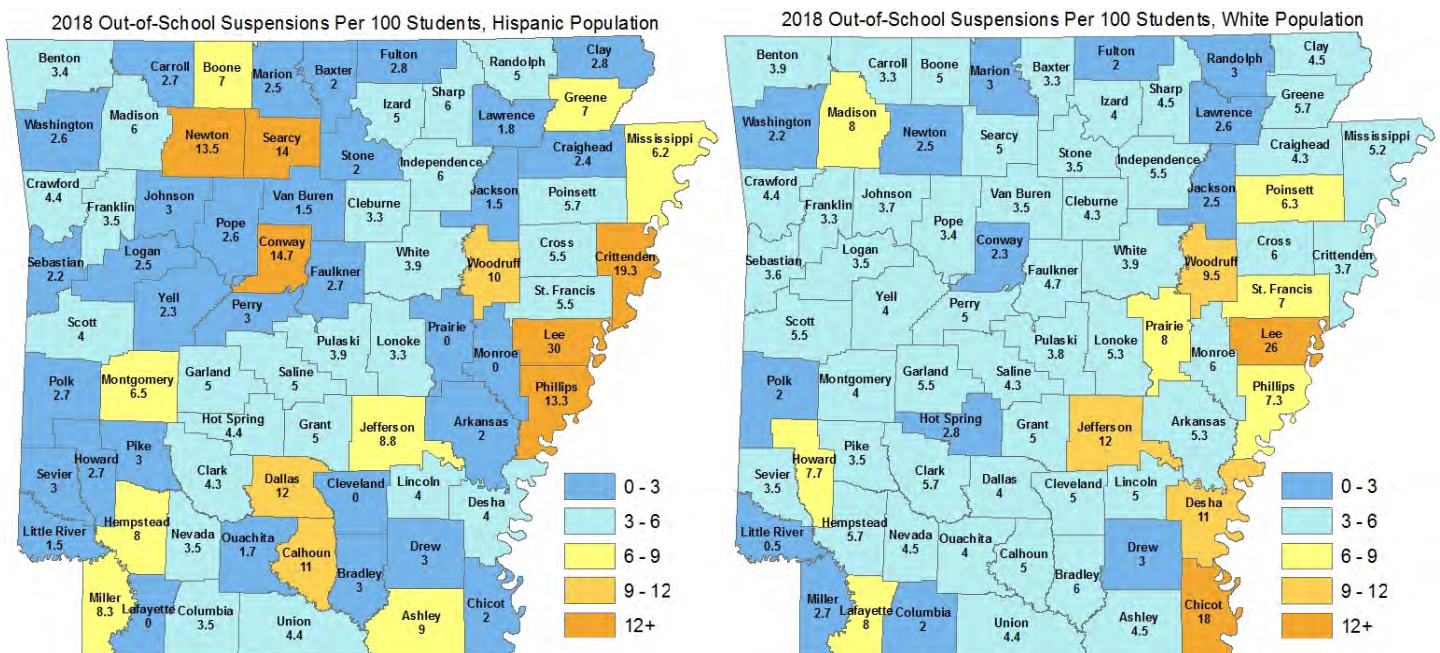 2018 Out-of-School Suspensions Per 100 Students, Hispanic Population
Benton
3.4
Carroll
2.7
Boone
7
Marion
2.5
Baxter
2
Fulton
2.8
Randolph
5
Clay
2.8
Washington
2.6
Madison
6
Newton
13.5
Searcy
14
Stone
2
Izard
5
Sharp
6
Lawrence
1.8
Greene
7
Independence
6
Craighead
2.4
Mississippi
6.2
Crawford
4.4
Franklin
3.5
Johnson
3
Pope
2.6
Van Buren
1.5
Cleburne
3.3
Jackson
1.5
Poinsett
5.7
Sebastian
2.2
Logan
2.5
Conway
14.7
Faulkner
2.7
White
3.9
Woodruff
10
Cross
5.5
Crittenden
19.3
St. Francis
5.5
Scott
4
Yell
2.3
Perry
3
Pulaski
3.9
Lonoke
3.3
Prairie
0
Monroe
0
Lee
30
Phillips
13.3
Polk
2.7
Montgomery
6.5
Garland
5
Saline
5
Hot Spring
4.4
Grant
5
Jefferson
8.8
Arkansas
2
Sevier
3
Howard
2.7
Pike
3
Clark
4.3
Dallas
12
Cleveland
0
Lincoln
4
Desha
4
Little River
1.5
Hempstead
8
Nevada
3.5
Ouachita
1.7
Calhoun
11
Bradley
3
Drew
3
Miller
8.3
Lafayette
0
Columbia
3.5
Union
4.4
Ashley
9
Chicot
2
0 - 3
3 - 6
6 - 9
9 - 12
12+
2018 Out-of-School Suspensions Per 100 Students, White Population
Benton
3.9
Carroll
3.3
Boone
5
Marion
3
Baxter
3.3
Fulton
2
Randolph
3
Clay
4.5
Washington
2.2
Madison
8
Newton
2.5
Searcy
5
Stone
3.5
Izard
4
Sharp
4.5
Lawrence
2.6
Greene
5.7
Independence
5.5
Craighead
4.3
Mississippi
5.2
Crawford
4.4
Franklin
3.3
Johnson
3.7
Pope
3.4
Van Buren
3.5
Cleburne
4.3
Jackson
2.5
Poinsett
6.3
Sebastian
3.6
Logan
3.5
Conway
2.3
Faulkner
4.7
White
3.9
Woodruff
9.5
Cross
6
Crittenden
3.7
St. Francis
7
Scott
5.5
Yell
4
Perry
5
Pulaski
3.8
Lonoke
5.3
Prairie
8
Monroe
6
Lee
26
Phillips
7.3
Polk
2
Montgomery
4
Garland
5.5
Saline
4.3
Hot Spring
2.8
Grant
5
Jefferson
12
Arkansas
5.3
Sevier
3.5
Howard
7.7
Pike
3.5
Clark
5.7
Dallas
4
Cleveland
5
Lincoln
5
Desha
11
Little River
0.5
Hempstead
5.7
Nevada
4.5
Ouachita
4
Calhoun
5
Bradley
6
Drew
3
Miller
2.7
Lafayette
8
Columbia
2
Union
4.4
Ashley
4.5
Chicot
18
0 - 3
3 - 6
6 - 9
9 - 12
12+